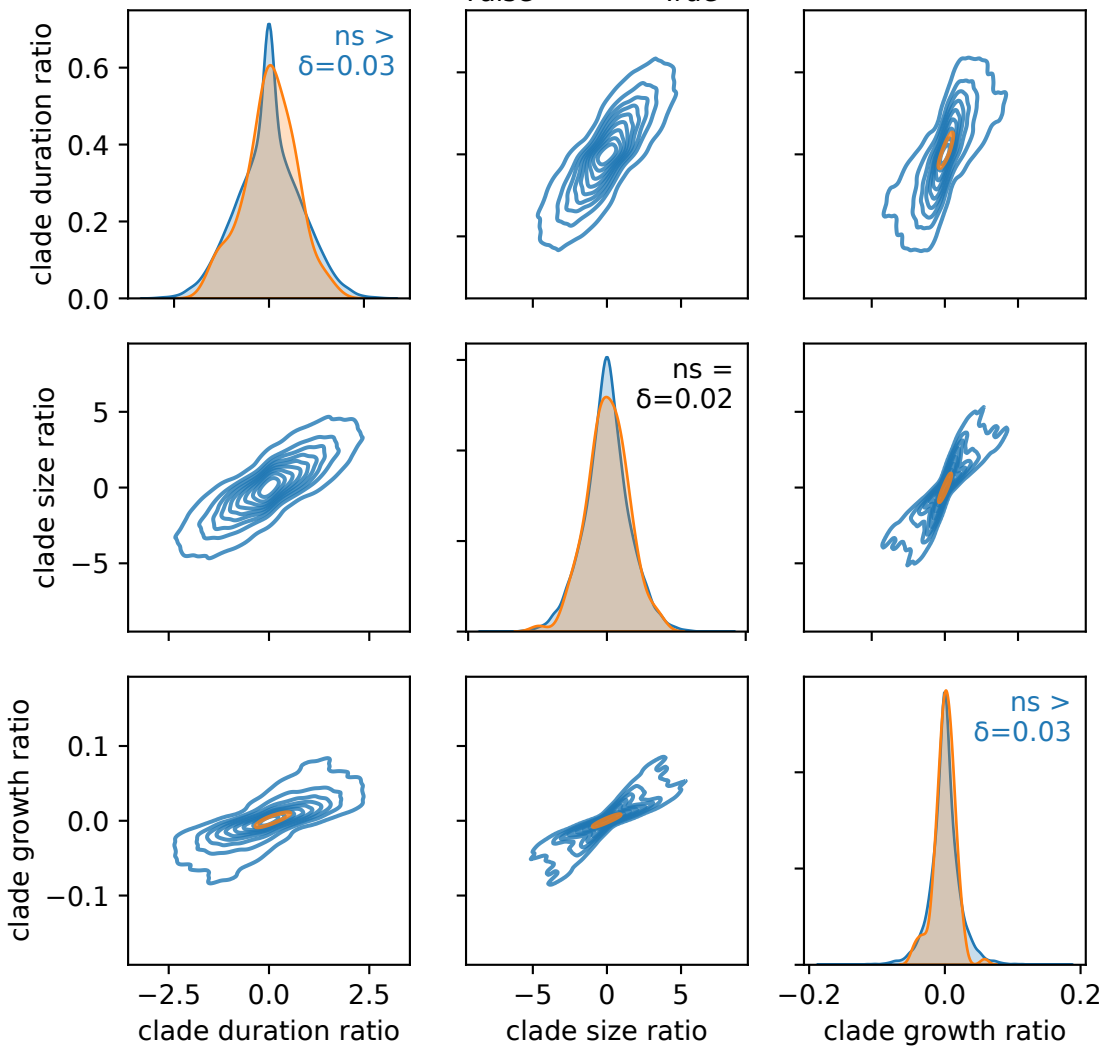 clade duration ratio
0.6
0.4
0.2
0.0
ns >
δ=0.03
clade size ratio
5
0
−5
ns =
δ=0.02
−5
0
5
clade growth ratio
0.1
0.0
−0.1
ns >
δ=0.03
−2.5
0.0
2.5
−5
0
5
−0.2
0.0
0.2
clade duration ratio
clade size ratio
clade growth ratio